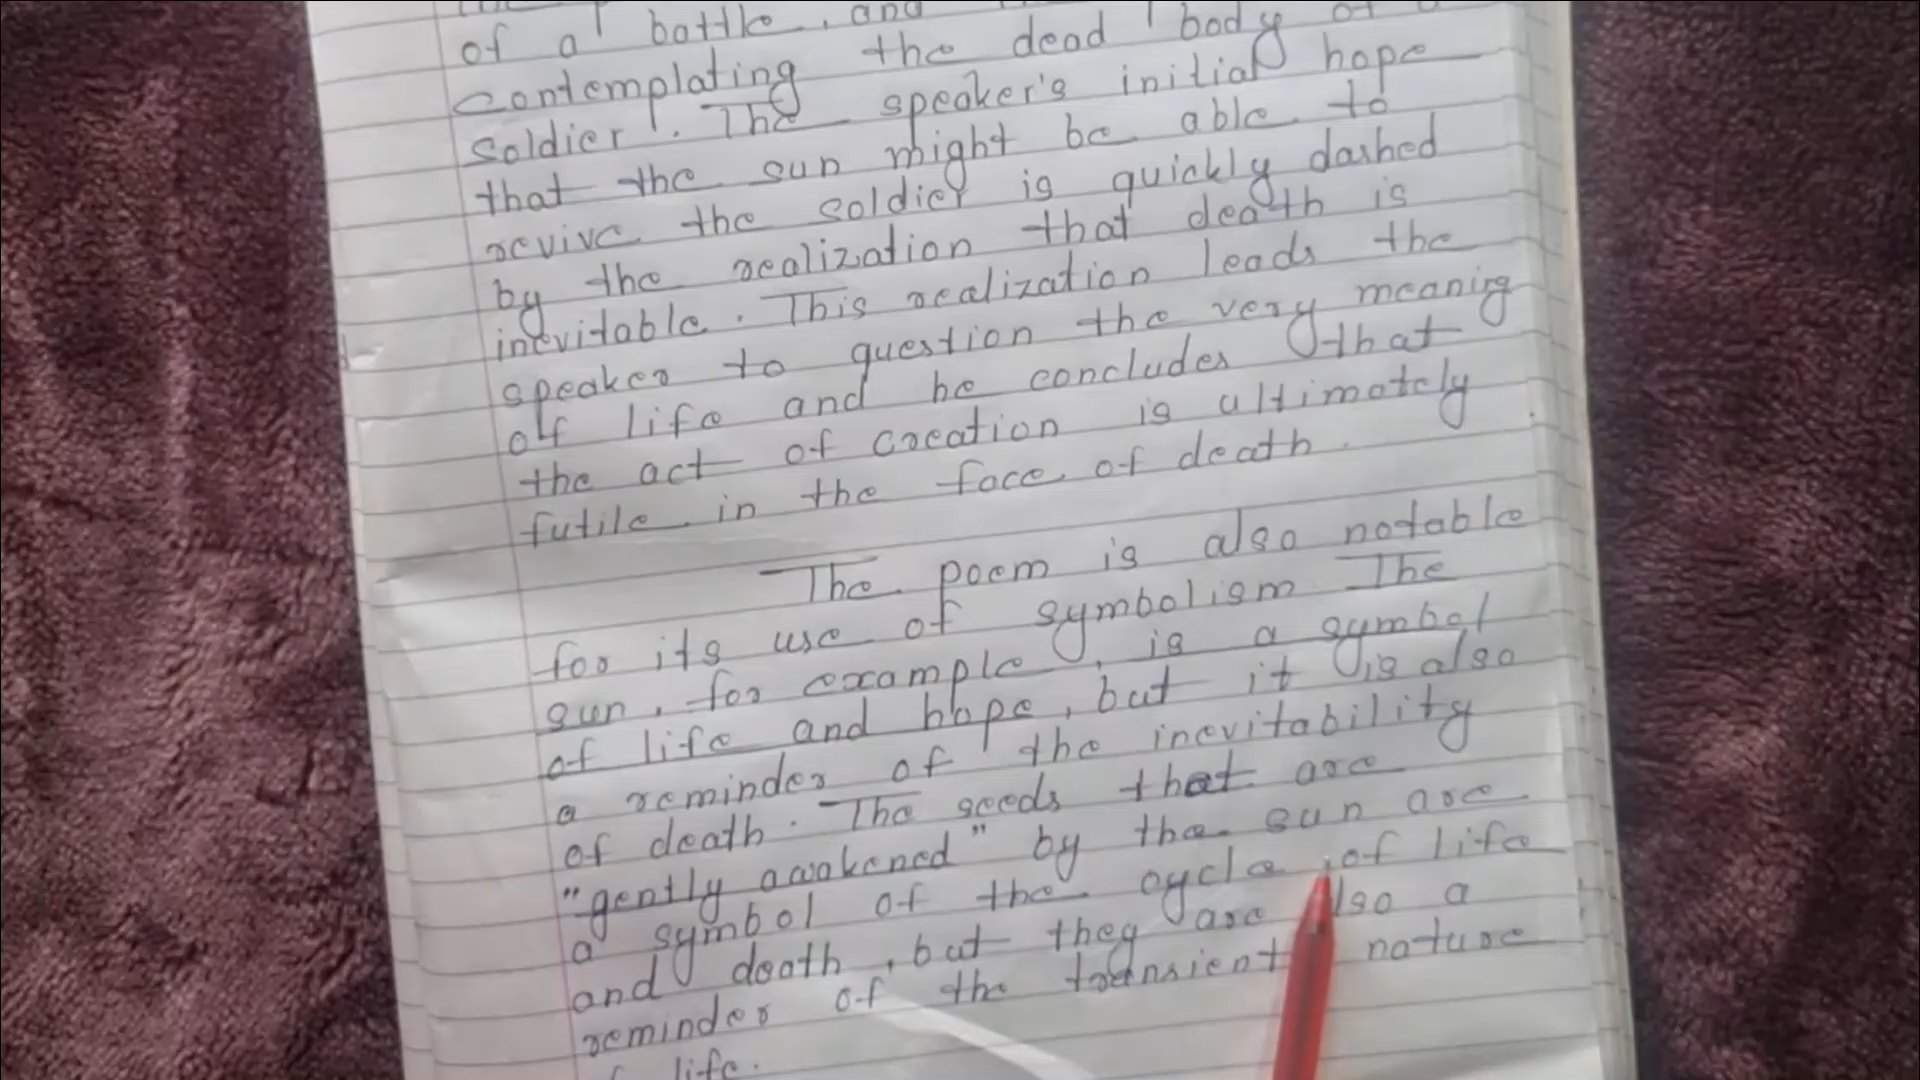 of a battle, and
contemplating the dead body of a
soldier. The speaker's initial hope
that the sun might be able to
revive the soldier is quickly dashed
by the realization that death is
inevitable. This realization leads the
speaker to question the very meaning
of life and he concludes that
the act of creation is ultimately
futile in the face of death.
The poem is also notable
for its use of symbolism The
sun, for example, is a symbol
of life and hope, but it is also
a reminder of the inevitability
of death. The seeds that are
"gently awakened" by the sun are
a symbol of the cycle of life
and death, but they are also a
reminder of the transient nature
life.